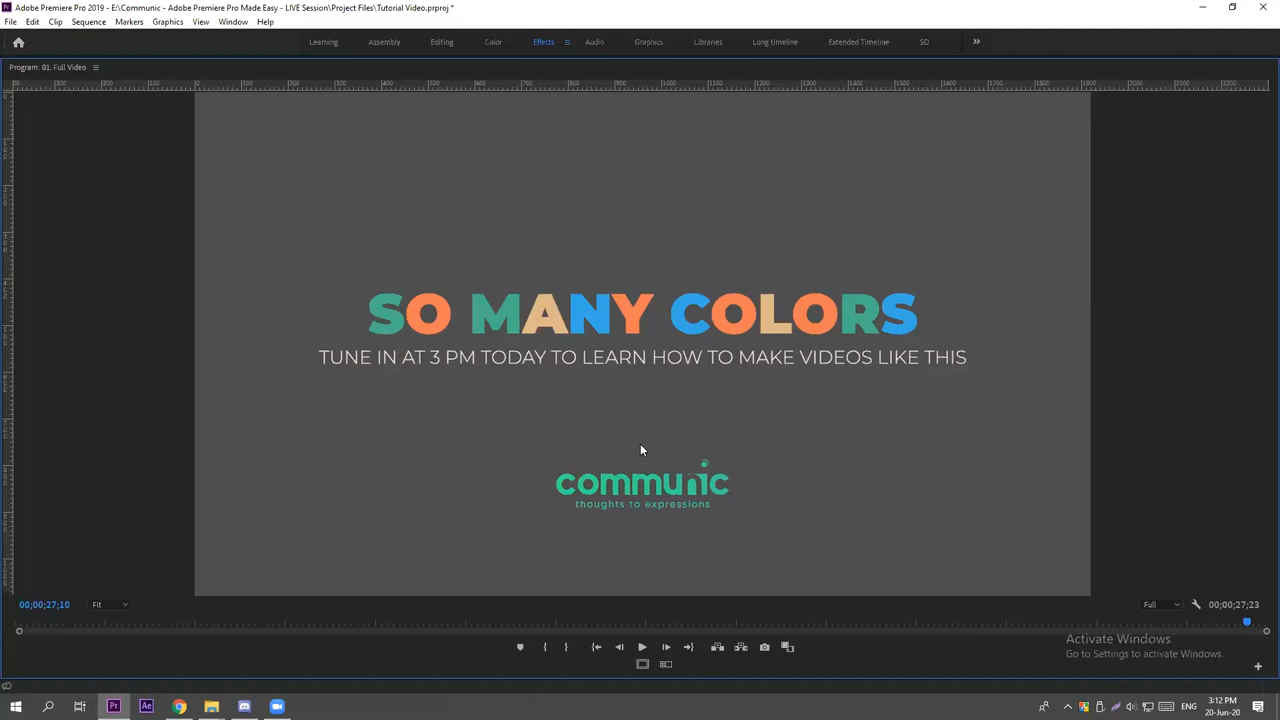 Adobe Premiere Pro 2019 - E:\Communic - Adobe Premiere Pro Made Easy - LIVE Session\Project Files\Tutorial Video.prproj *
File Edit Clip Sequence Markers Graphics View Window Help
Learning Assembly Editing Color Effects Audio Graphics Libraries Long timeline Extended Timeline SD
Program: 01. Full Video
SO MANY COLORS
TUNE IN AT 3 PM TODAY TO LEARN HOW TO MAKE VIDEOS LIKE THIS
communic
thoughts to expressions
00;00;27;10 Fit Full 00;00;27;23
Activate Windows
Go to Settings to activate Windows.
Pr Ae ENG 3:12 PM
20-Jun-20